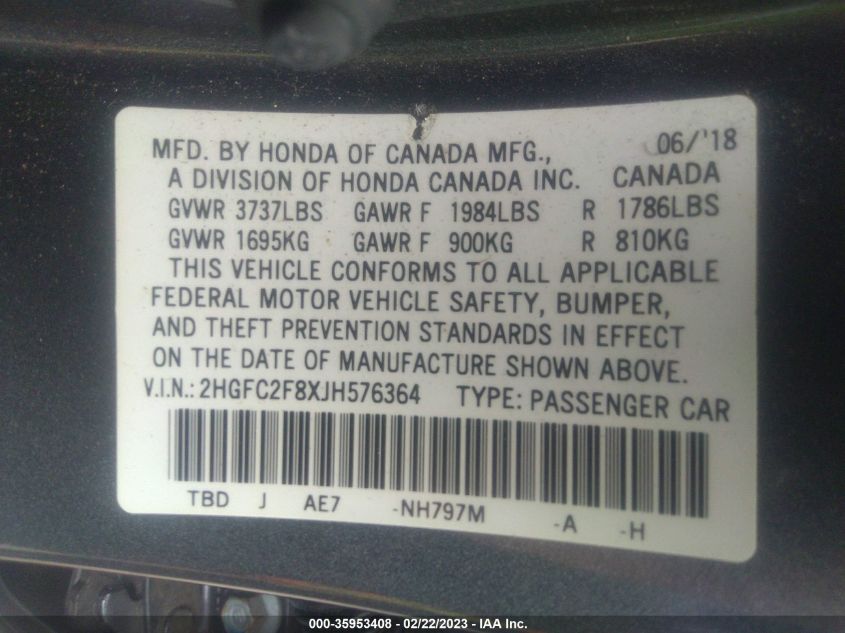 MFD. BY HONDA OF CANADA MFG., 06/'18
A DIVISION OF HONDA CANADA INC. CANADA
GVWR 3737LBS GAWR F 1984LBS R 1786LBS
GVWR 1695KG GAWR F 900KG R 810KG
THIS VEHICLE CONFORMS TO ALL APPLICABLE
FEDERAL MOTOR VEHICLE SAFETY, BUMPER,
AND THEFT PREVENTION STANDARDS IN EFFECT
ON THE DATE OF MANUFACTURE SHOWN ABOVE.
V.I.N.: 2HGFC2F8XJH576364 TYPE: PASSENGER CAR
TBD J AE7 -NH797M -A -H
000-35953408 - 02/22/2023 - IAA Inc.